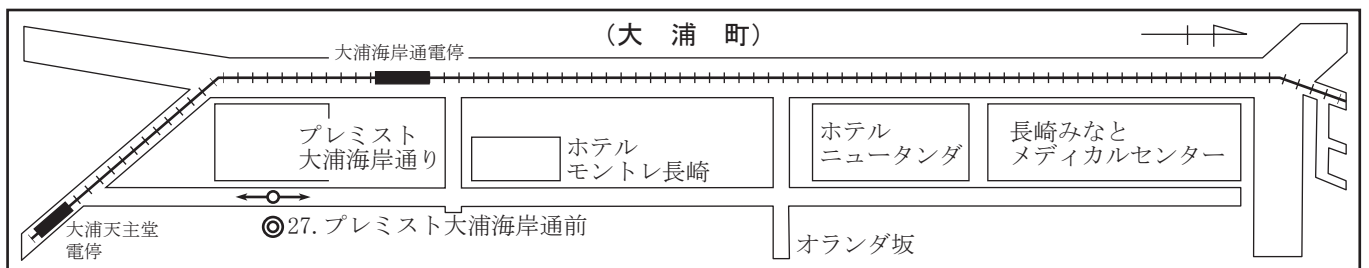 (大 浦 町)
大浦海岸通電停
プレミスト
大浦海岸通り
ホテル
モントレ長崎
ホテル
ニュータンダ
長崎みなと
メディカルセンター
大浦天主堂
電停
◎27.プレミスト大浦海岸通前
オランダ坂